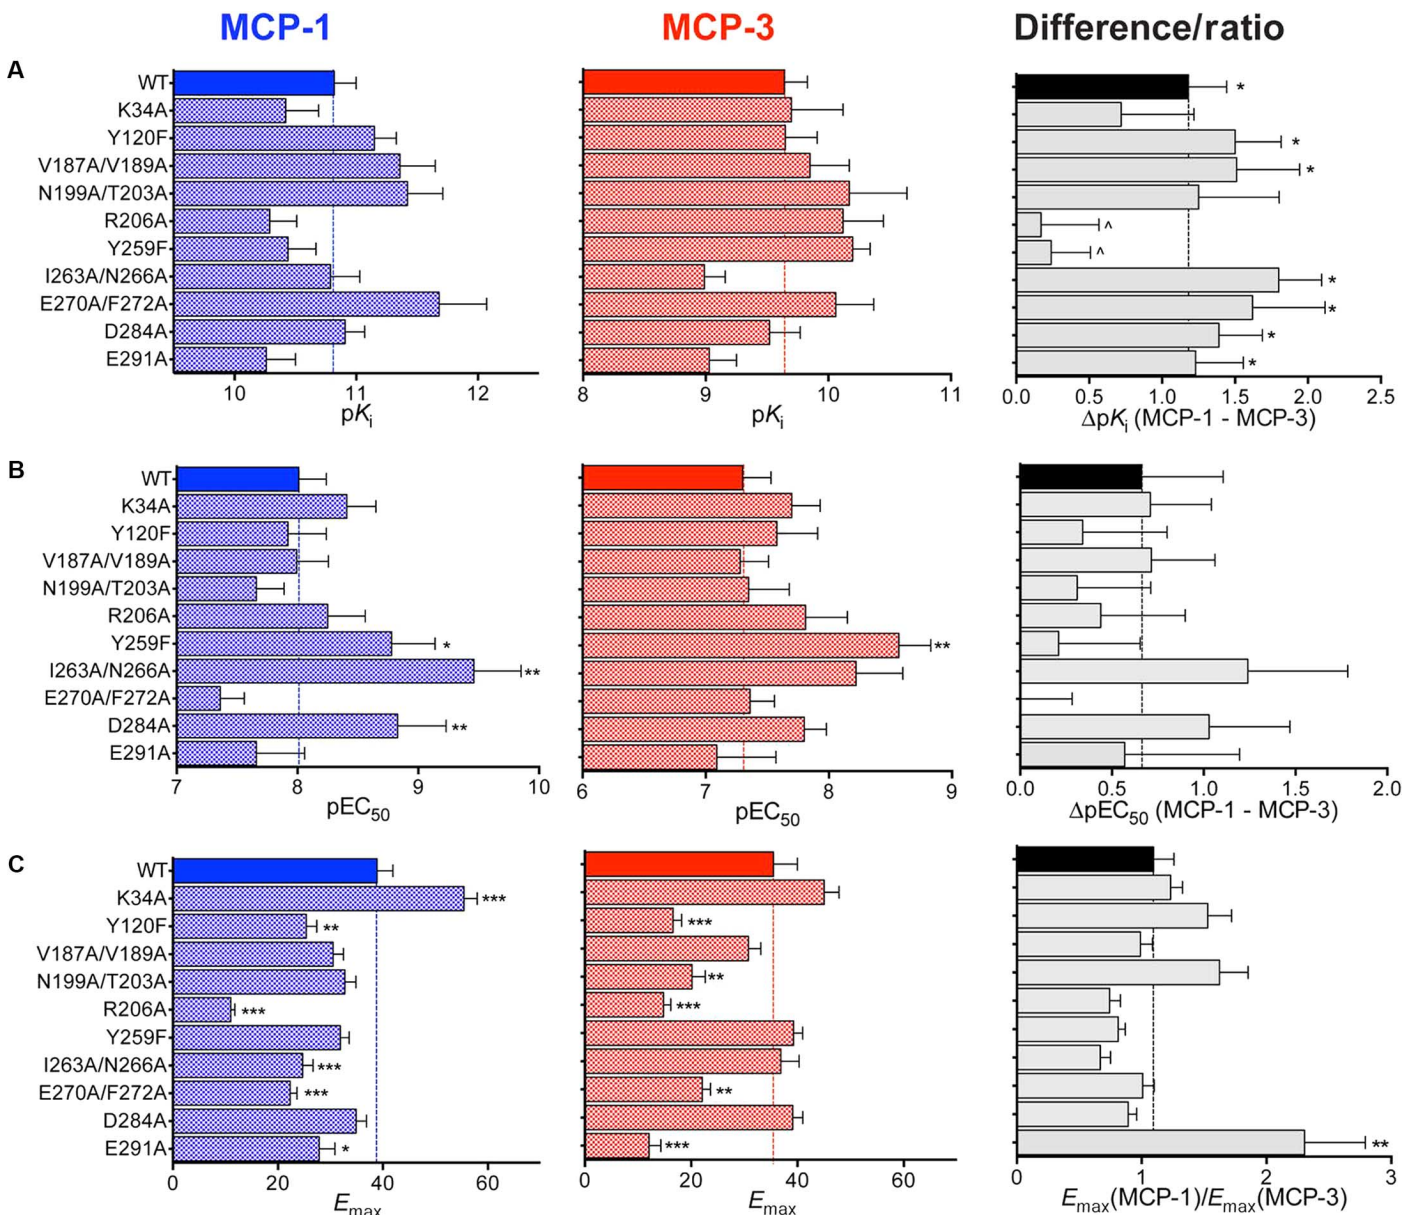 MCP-1 MCP-3 Difference/ratio
A
WT *
K34A
Y120F *
V187A/V189A *
N199A/T203A
R206A ^
Y259F ^
I263A/N266A *
E270A/F272A *
D284A *
E291A *
10 11 12 8 9 10 11 0.0 0.5 1.0 1.5 2.0 2.5
pKi pKi ΔpKi (MCP-1 - MCP-3)
B
WT
K34A
Y120F
V187A/V189A
N199A/T203A
R206A
Y259F * **
I263A/N266A **
E270A/F272A
D284A **
E291A
7 8 9 10 6 7 8 9 0.0 0.5 1.0 1.5 2.0
pEC50 pEC50 ΔpEC50 (MCP-1 - MCP-3)
C
WT
K34A ***
Y120F ** ***
V187A/V189A
N199A/T203A **
R206A *** ***
Y259F
I263A/N266A ***
E270A/F272A *** **
D284A
E291A * *** **
0 20 40 60 0 20 40 60 0 1 2 3
Emax Emax Emax(MCP-1)/Emax(MCP-3)